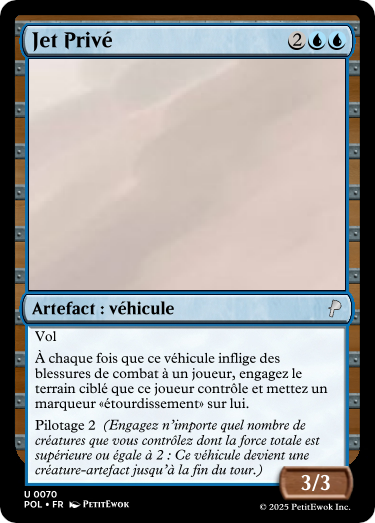 Jet Privé 2
Artefact : véhicule
Vol
À chaque fois que ce véhicule inflige des
blessures de combat à un joueur, engagez le
terrain ciblé que ce joueur contrôle et mettez un
marqueur «étourdissement» sur lui.
Pilotage 2 (Engagez n'importe quel nombre de
créatures que vous contrôlez dont la force totale est
supérieure ou égale à 2 : Ce véhicule devient une
créature-artefact jusqu'à la fin du tour.)
3/3
U 0070
POL • FR PetitEwok
© 2025 PetitEwok Inc.